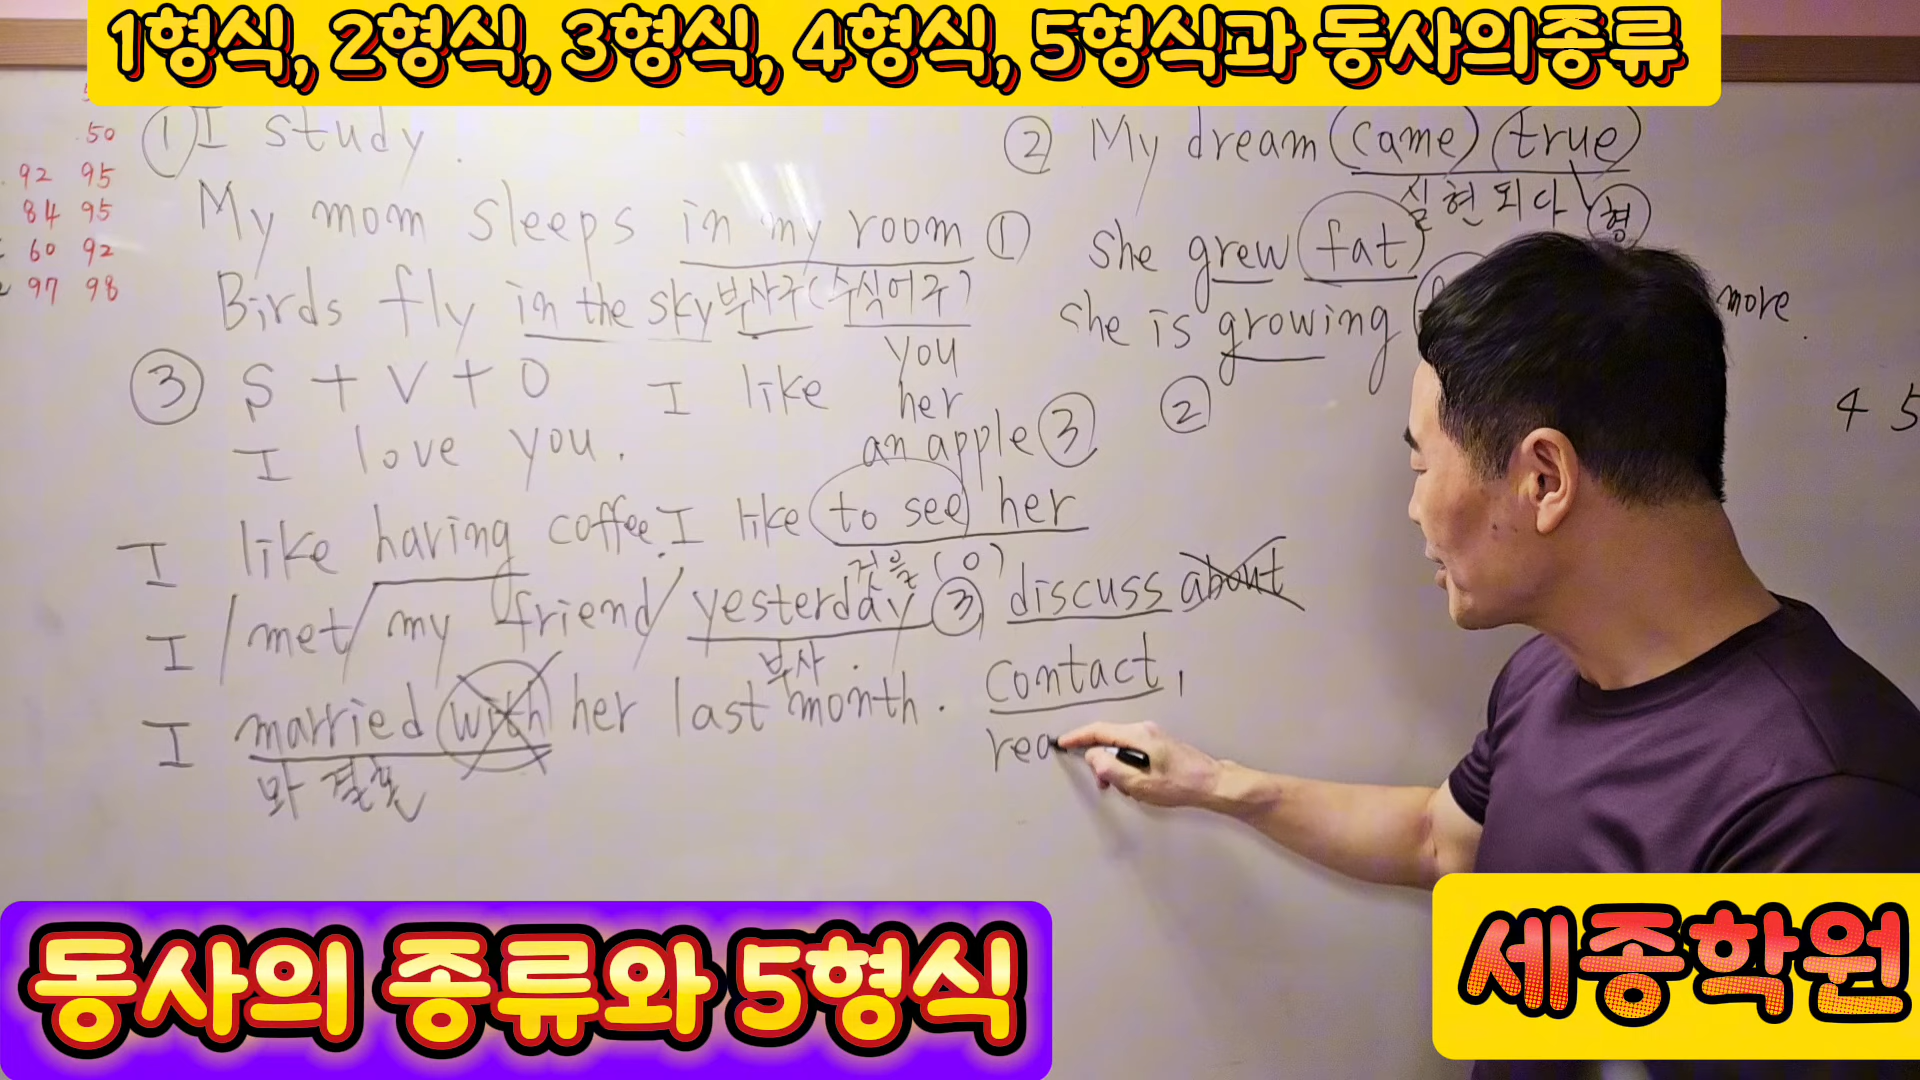 1형식, 2형식, 3형식, 4형식, 5형식과 동사의종류
50
92 95
84 95
60 92
97 98
① I study.
My mom sleeps in my room ①
Birds fly in the sky 부사구(수식어구)
③ S + V + O
I love you.
I like you
her
an apple ③
I like having coffee. I like to see her
것을 (O)
I / met / my friend / yesterday ③
부사
I married with her last month.
와 결혼
discuss about
contact,
rea
② My dream came true
실현되다 형
she grew fat
she is growing
more
②
4 5
동사의 종류와 5형식
세종학원